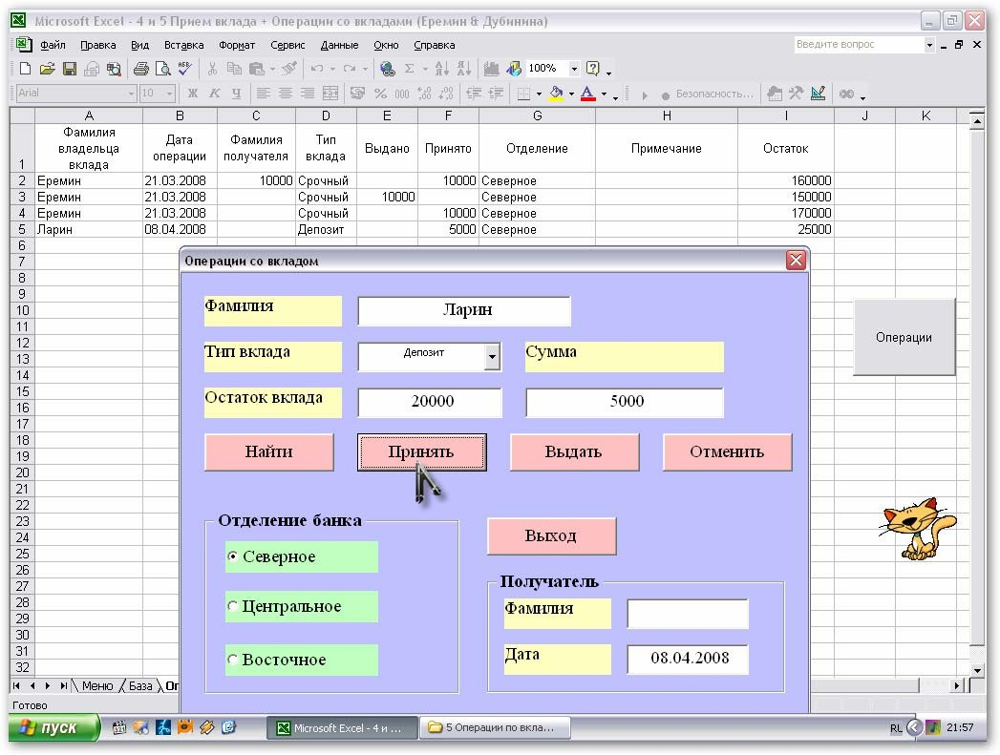 Microsoft Excel - 4 и 5 Прием вклада + Операции со вкладами (Еремин & Дубинина)
Файл Правка Вид Вставка Формат Сервис Данные Окно Справка Введите вопрос
100%
Arial 10 Ж К Ч % 000 Безопасность...
A B C D E F G H I J K
1 Фамилия владельца вклада Дата операции Фамилия получателя Тип вклада Выдано Принято Отделение Примечание Остаток
2 Еремин 21.03.2008 10000 Срочный 10000 Северное 160000
3 Еремин 21.03.2008 Срочный 10000 Северное 150000
4 Еремин 21.03.2008 Срочный 10000 Северное 170000
5 Ларин 08.04.2008 Депозит 5000 Северное 25000
6
7
8
9
10
11
12
13
14
15
16
17
18
19
20
21
22
23
24
25
26
27
28
29
30
31
32
Операции со вкладом
Фамилия Ларин
Тип вклада Депозит Сумма
Остаток вклада 20000 5000
Найти Принять Выдать Отменить
Отделение банка
Северное
Центральное
Восточное
Выход
Получатель
Фамилия
Дата 08.04.2008
Операции
Меню База Оп
Готово
пуск Microsoft Excel - 4 и ... 5 Операции по вкла... RL 21:57